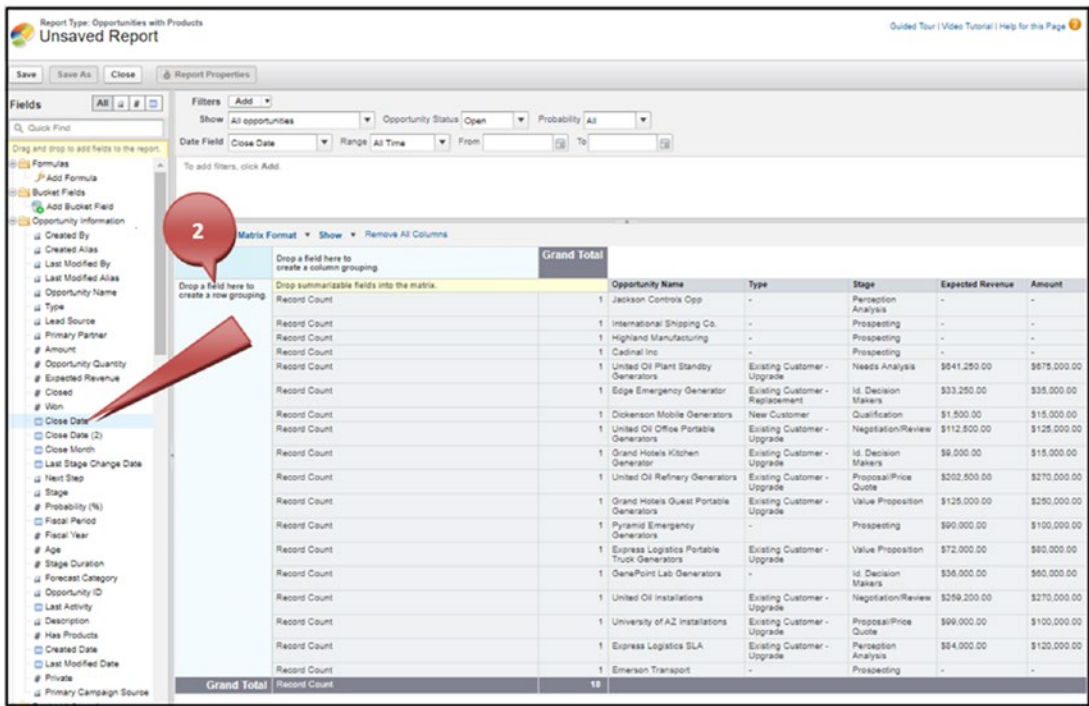 Report Type: Opportunities with Products
Unsaved Report
Guided Tour | Video Tutorial | Help for this Page
Save Save As Close Report Properties
Fields All #
Quick Find
Drag and drop to add fields to the report.
Formulas
Add Formula
Bucket Fields
Add Bucket Field
Opportunity Information
Created By
Created Alias
Last Modified By
Last Modified Alias
Opportunity Name
Type
Lead Source
Primary Partner
# Amount
# Opportunity Quantity
# Expected Revenue
# Closed
# Won
Close Date
Close Date (2)
Close Month
Last Stage Change Date
Next Step
Stage
# Probability (%)
Fiscal Period
# Fiscal Year
# Age
# Stage Duration
Forecast Category
Opportunity ID
Last Activity
Description
# Has Products
Created Date
Last Modified Date
# Private
Primary Campaign Source
Filters Add
Show All opportunities Opportunity Status Open Probability All
Date Field Close Date Range All Time From To
To add filters, click Add.
2
Matrix Format Show Remove All Columns
Drop a field here to
create a column grouping.
Grand Total
Drop a field here to
create a row grouping.
Drop summarizable fields into the matrix. Opportunity Name Type Stage Expected Revenue Amount
Record Count 1 Jackson Controls Opp - Perception - -
Analysis
Record Count 1 International Shipping Co. - Prospecting - -
Record Count 1 Highland Manufacturing - Prospecting - -
Record Count 1 Cadinal Inc - Prospecting - -
Record Count 1 United Oil Plant Standby Existing Customer - Needs Analysis $641,250.00 $675,000.00
Generators Upgrade
Record Count 1 Edge Emergency Generator Existing Customer - Id. Decision $33,250.00 $35,000.00
Replacement Makers
Record Count 1 Dickenson Mobile Generators New Customer Qualification $1,500.00 $15,000.00
Record Count 1 United Oil Office Portable Existing Customer - Negotiation/Review $112,500.00 $125,000.00
Generators Upgrade
Record Count 1 Grand Hotels Kitchen Existing Customer - Id. Decision $9,000.00 $15,000.00
Generator Upgrade Makers
Record Count 1 United Oil Refinery Generators Existing Customer - Proposal/Price $202,500.00 $270,000.00
Upgrade Quote
Record Count 1 Grand Hotels Guest Portable Existing Customer - Value Proposition $125,000.00 $250,000.00
Generators Upgrade
Record Count 1 Pyramid Emergency - Prospecting $90,000.00 $100,000.00
Generators
Record Count 1 Express Logistics Portable Existing Customer - Value Proposition $72,000.00 $80,000.00
Truck Generators Upgrade
Record Count 1 GenePoint Lab Generators - Id. Decision $36,000.00 $60,000.00
Makers
Record Count 1 United Oil Installations Existing Customer - Negotiation/Review $259,200.00 $270,000.00
Upgrade
Record Count 1 University of AZ Installations Existing Customer - Proposal/Price $99,000.00 $100,000.00
Upgrade Quote
Record Count 1 Express Logistics SLA Existing Customer - Perception $84,000.00 $120,000.00
Upgrade Analysis
Record Count 1 Emerson Transport - Prospecting - -
Grand Total Record Count 18